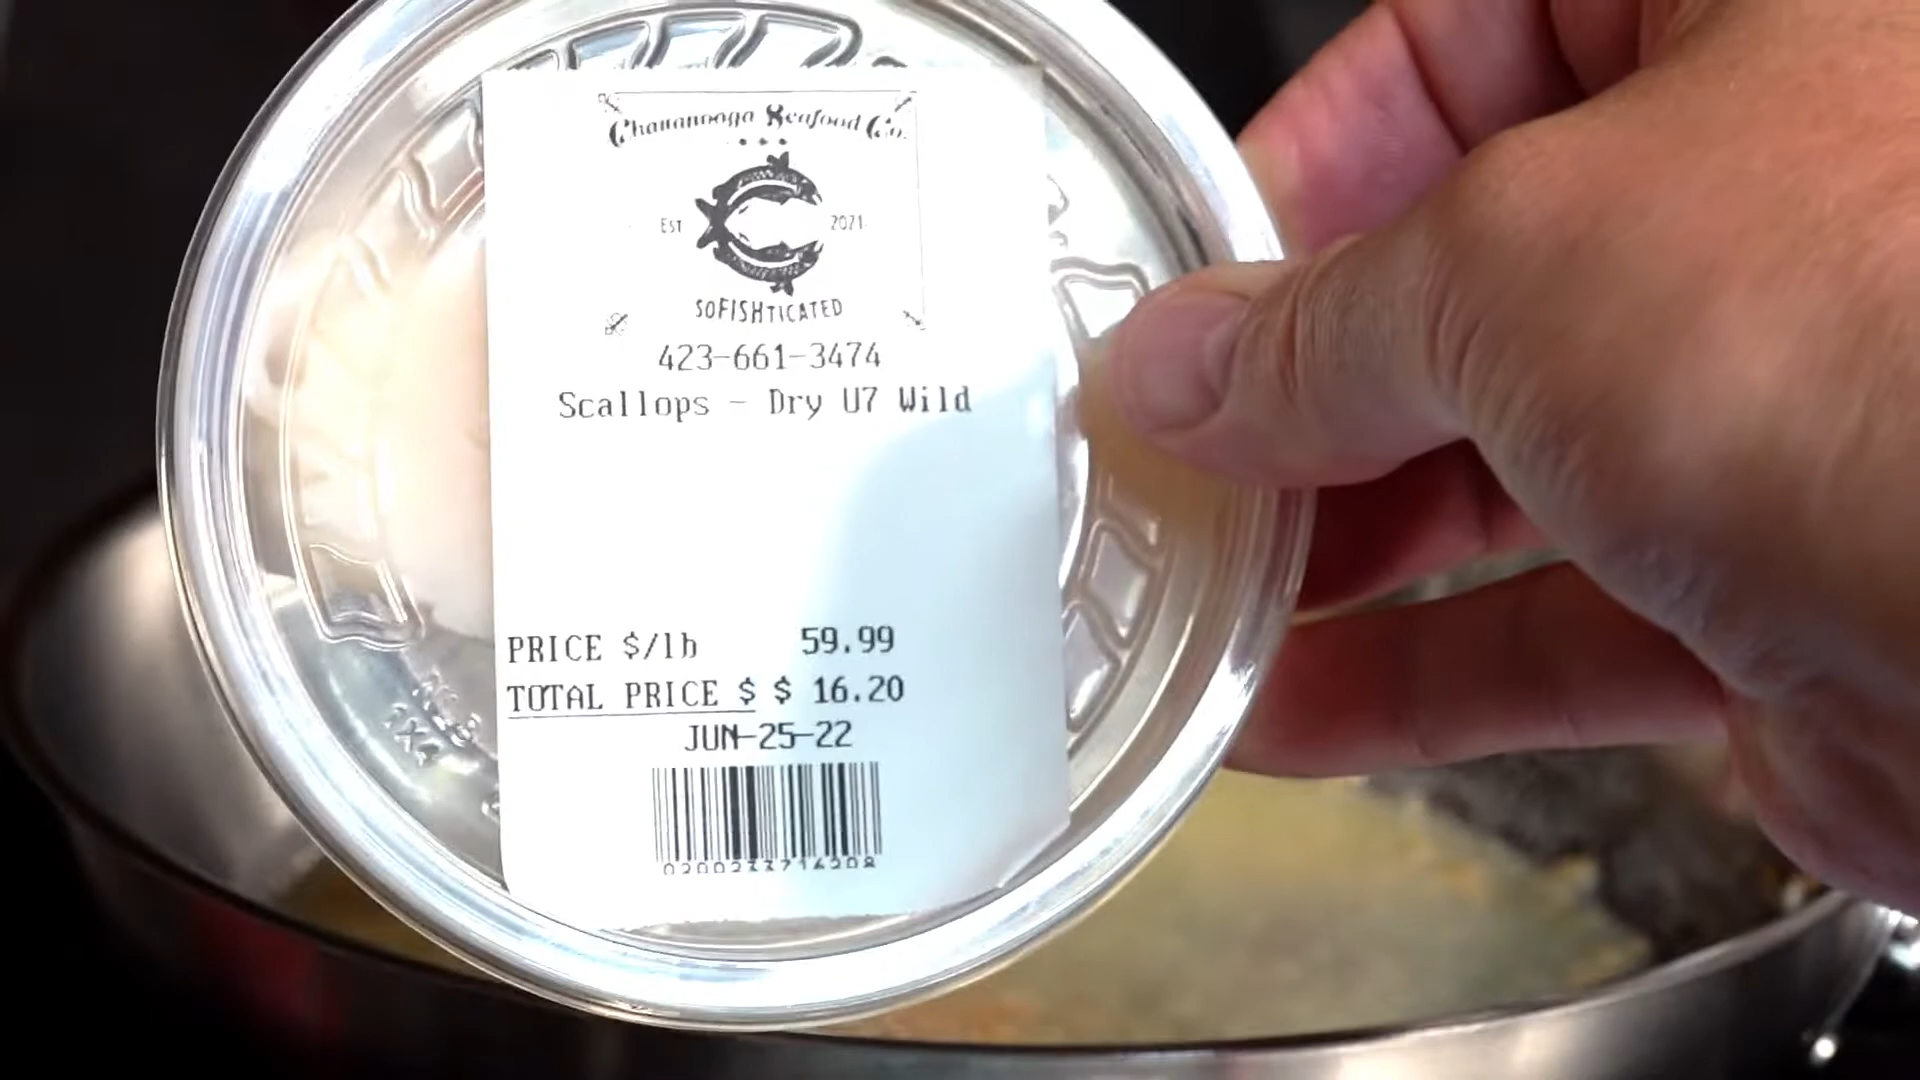 Chattanooga Seafood Co.
EST 2021
SOFISHTICATED
423-661-3474
Scallops - Dry U7 Wild
PRICE $/lb 59.99
TOTAL PRICE $ $ 16.20
JUN-25-22
0200233716208